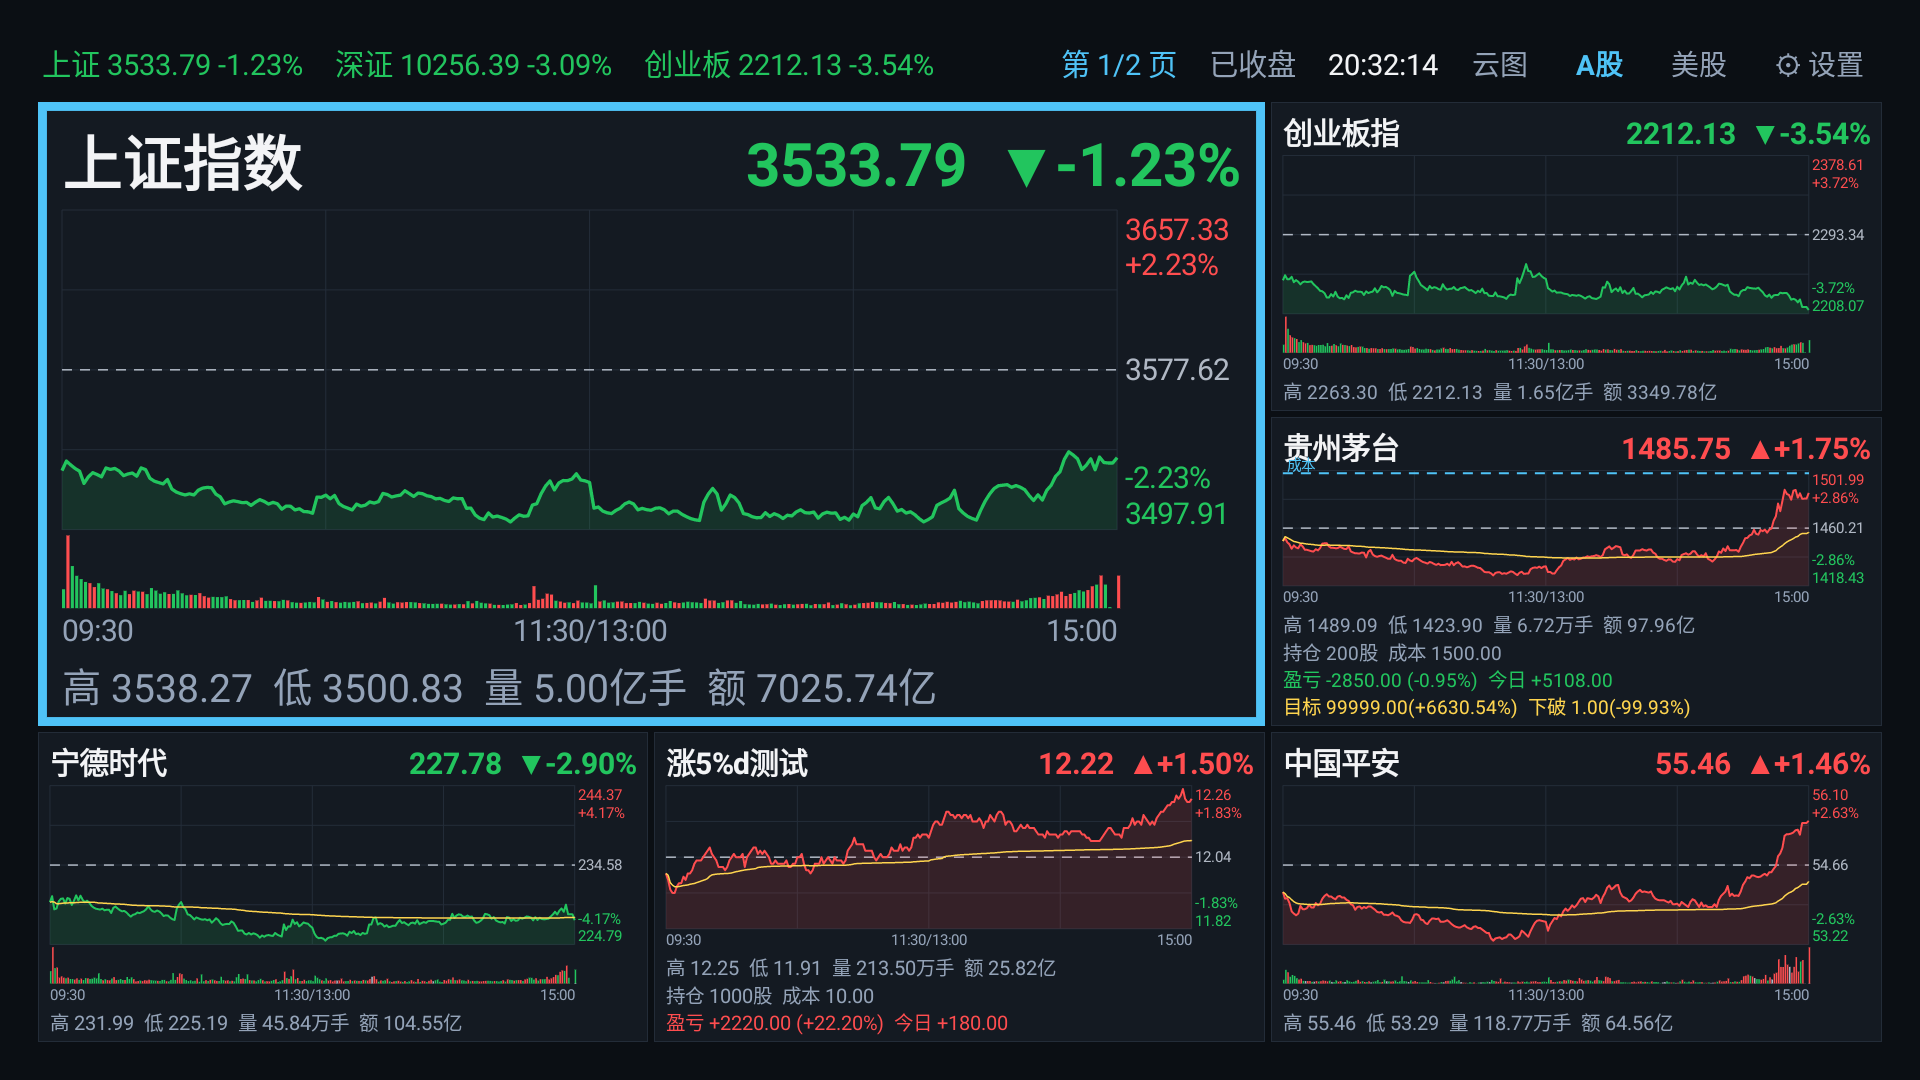 上证 3533.79 -1.23% 深证 10256.39 -3.09% 创业板 2212.13 -3.54% 第 1/2 页 已收盘 20:32:14 云图 A股 美股 设置
上证指数 3533.79 ▼-1.23%
3657.33
+2.23%
3577.62
-2.23%
3497.91
09:30 11:30/13:00 15:00
高 3538.27 低 3500.83 量 5.00亿手 额 7025.74亿
创业板指 2212.13 ▼-3.54%
2378.61
+3.72%
2293.34
-3.72%
2208.07
09:30 11:30/13:00 15:00
高 2263.30 低 2212.13 量 1.65亿手 额 3349.78亿
贵州茅台 1485.75 ▲+1.75%
成本
1501.99
+2.86%
1460.21
-2.86%
1418.43
09:30 11:30/13:00 15:00
高 1489.09 低 1423.90 量 6.72万手 额 97.96亿
持仓 200股 成本 1500.00
盈亏 -2850.00 (-0.95%) 今日 +5108.00
目标 99999.00(+6630.54%) 下破 1.00(-99.93%)
宁德时代 227.78 ▼-2.90%
244.37
+4.17%
234.58
-4.17%
224.79
09:30 11:30/13:00 15:00
高 231.99 低 225.19 量 45.84万手 额 104.55亿
涨5%d测试 12.22 ▲+1.50%
12.26
+1.83%
12.04
-1.83%
11.82
09:30 11:30/13:00 15:00
高 12.25 低 11.91 量 213.50万手 额 25.82亿
持仓 1000股 成本 10.00
盈亏 +2220.00 (+22.20%) 今日 +180.00
中国平安 55.46 ▲+1.46%
56.10
+2.63%
54.66
-2.63%
53.22
09:30 11:30/13:00 15:00
高 55.46 低 53.29 量 118.77万手 额 64.56亿